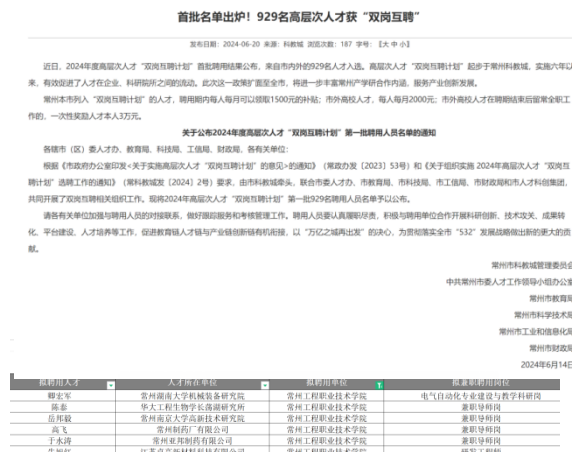 首批名单出炉！929名高层次人才获“双岗互聘”
发布日期：2024-06-20 来源：科教城 浏览次数：187 字号：【大 中 小】
近日，2024年度高层次人才“双岗互聘计划”首批聘用结果公布，来自市内外的929名人才入选。高层次人才“双岗互聘计划”起步于常州科教城，实施六年以
来，有效促进了人才在企业、科研院所之间的流动。此次这一政策扩面至全市，将进一步丰富常州产学研合作内涵，服务产业创新发展。
常州本市列入“双岗互聘计划”的人才，聘用期内每人每月可以领取1500元的补贴；市外高校人才，每人每月2000元；市外高校人才在聘期结束后留常全职工
作的，一次性奖励人才本人3万元。
关于公布2024年度高层次人才“双岗互聘计划”第一批聘用人员名单的通知
各辖市（区）委人才办、教育局、科技局、工信局、财政局，各有关单位：
根据《市政府办公室印发<关于实施高层次人才“双岗互聘计划”的意见>的通知》（常政办发〔2023〕53号）和《关于组织实施 2024年高层次人才“双岗互
聘计划”选聘工作的通知》（常科教城发〔2024〕2号）要求，由市科教城牵头，联合市委人才办、市教育局、市科技局、市工信局、市财政局和市人才科创集团，
共同开展了双岗互聘相关组织工作。现将2024年高层次人才“双岗互聘计划”第一批929名聘用人员名单予以公布。
请各有关单位加强与聘用人员的对接联系，做好跟踪服务和考核管理工作。聘用人员要认真履职尽责，积极与聘用单位合作开展科研创新、技术攻关、成果转
化、平台建设、人才培养等工作，促进教育链人才链与产业链创新链有机衔接，以“万亿之城再出发”的决心，为贯彻落实全市“532”发展战略做出新的更大的贡
献。
常州市科教城管理委员会
中共常州市委人才工作领导小组办公室
常州市教育局
常州市科学技术局
常州市工业和信息化局
常州市财政局
2024年6月14日
拟聘用人才 人才所在单位 拟聘用单位 拟兼职聘用岗位
卿宏军 常州湖南大学机械装备研究院 常州工程职业技术学院 电气自动化专业建设与教学科研岗
陈泰 华大工程生物学长荡湖研究所 常州工程职业技术学院 兼职导师岗
岳邦毅 常州南京大学高新技术研究院 常州工程职业技术学院 兼职导师岗
高飞 常州制药厂有限公司 常州工程职业技术学院 兼职导师岗
于永涛 常州亚邦制药有限公司 常州工程职业技术学院 兼职导师岗